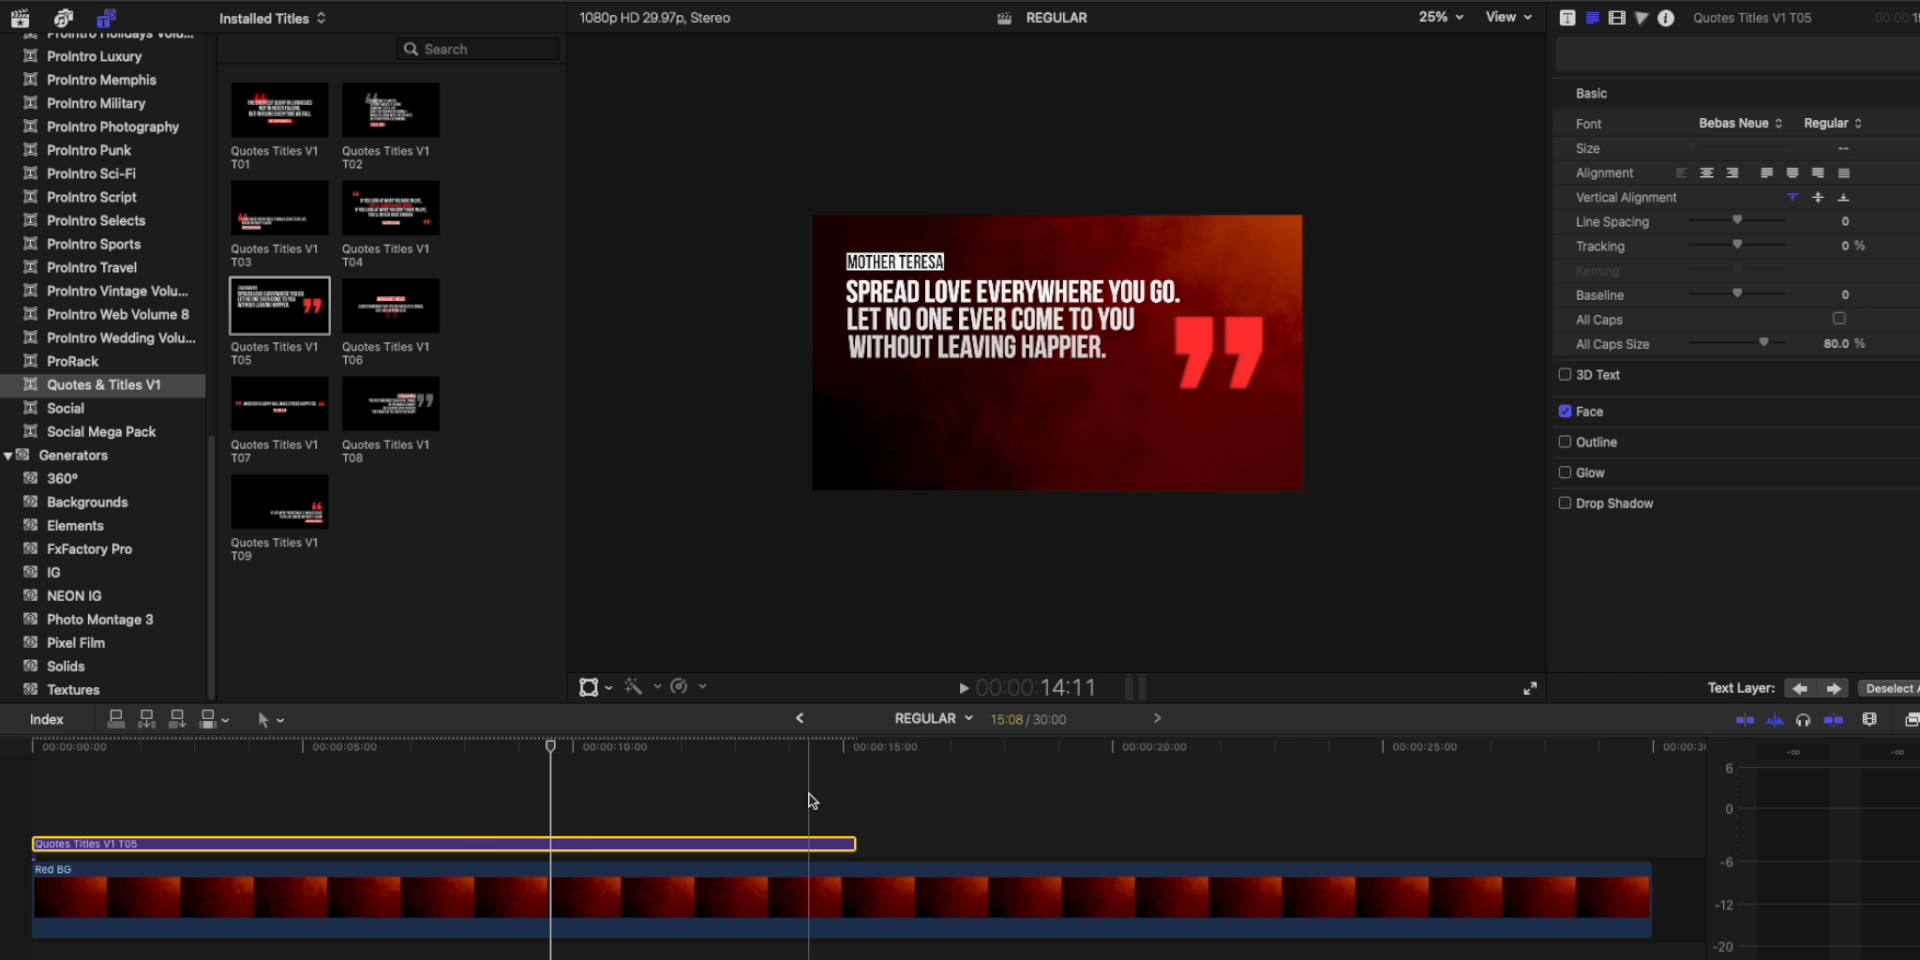 Installed Titles
1080p HD 29.97p, Stereo
REGULAR
25%
View
Quotes Titles V1 T05
Search
ProIntro Luxury
ProIntro Memphis
ProIntro Military
ProIntro Photography
ProIntro Punk
ProIntro Sci-Fi
ProIntro Script
ProIntro Selects
ProIntro Sports
ProIntro Travel
ProIntro Vintage Volu...
ProIntro Web Volume 8
ProIntro Wedding Volu...
ProRack
Quotes & Titles V1
Social
Social Mega Pack
Generators
360°
Backgrounds
Elements
FxFactory Pro
IG
NEON IG
Photo Montage 3
Pixel Film
Solids
Textures
Quotes Titles V1
T01
Quotes Titles V1
T02
Quotes Titles V1
T03
Quotes Titles V1
T04
Quotes Titles V1
T05
Quotes Titles V1
T06
Quotes Titles V1
T07
Quotes Titles V1
T08
Quotes Titles V1
T09
MOTHER TERESA
SPREAD LOVE EVERYWHERE YOU GO.
LET NO ONE EVER COME TO YOU
WITHOUT LEAVING HAPPIER.
”
Basic
Font Bebas Neue Regular
Size --
Alignment
Vertical Alignment
Line Spacing 0
Tracking 0 %
Kerning
Baseline 0
All Caps
All Caps Size 80.0 %
3D Text
Face
Outline
Glow
Drop Shadow
00:00:14:11
Text Layer:
Deselect
Index
REGULAR 15:08 / 30:00
00:00:00:00
00:00:05:00
00:00:10:00
00:00:15:00
00:00:20:00
00:00:25:00
Quotes Titles V1 T05
Red BG
-∞
-∞
6
0
-6
-12
-20